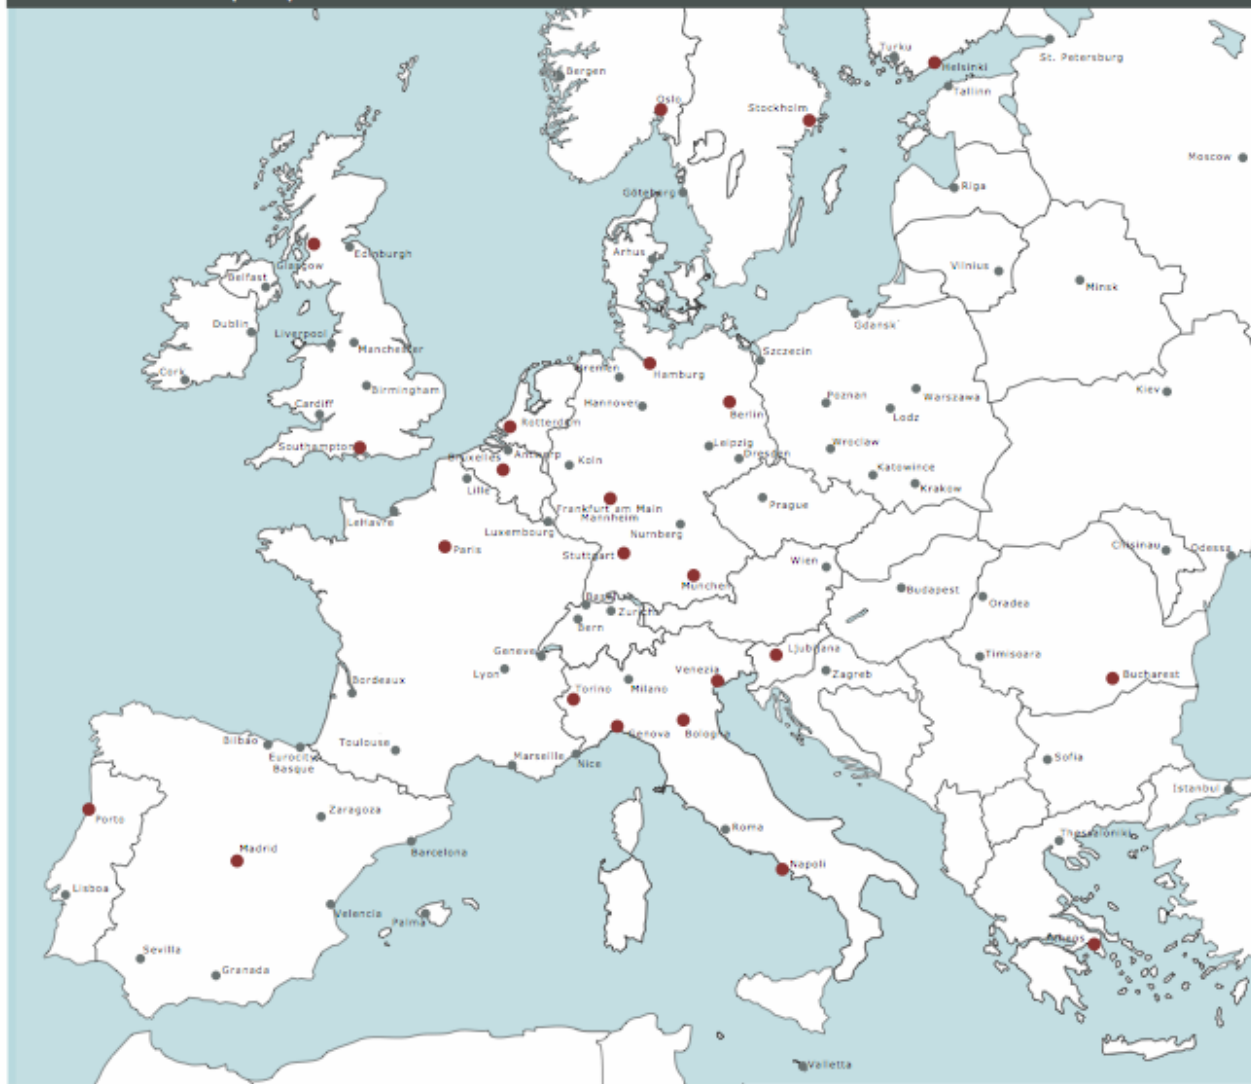 Turku
Helsinki
St. Petersburg
Bergen
Tallinn
Oslo
Stockholm
Moscow
Riga
Göteborg
Edinburgh
Arhus
Glasgow
Vilnius
Belfast
Minsk
Dublin
Gdansk´
Liverpool
Manchester
Szczecin
Cork
Bremen
Hamburg
Birmingham
Kiev
Cardiff
Hannover
Poznan
Warszawa
Berlin
Lodz
Rotterdam
Southampton
Leipzig
Wroclaw
Antwerp
Dresden
Bruxelles
Koln
Katowince
Lille
Krakow
Prague
Frankfurt am Main
Mannheim
LeHavre
Luxembourg
Nurnberg
Paris
Stuttgart
Chisinau
Odessa
Wien
Munchen
Budapest
Oradea
Zurich
Bern
Geneve
Ljubljana
Timisoara
Lyon
Venezia
Zagreb
Bucharest
Bordeaux
Torino
Milano
Genova
Bologna
Bilbao
Toulouse
Eurocity
Basque
Marseille
Nice
Sofia
Istanbul
Porto
Zaragoza
Roma
Thessaloniki
Madrid
Barcelona
Napoli
Lisboa
Velencia
Palma
Sevilla
Granada
Valletta